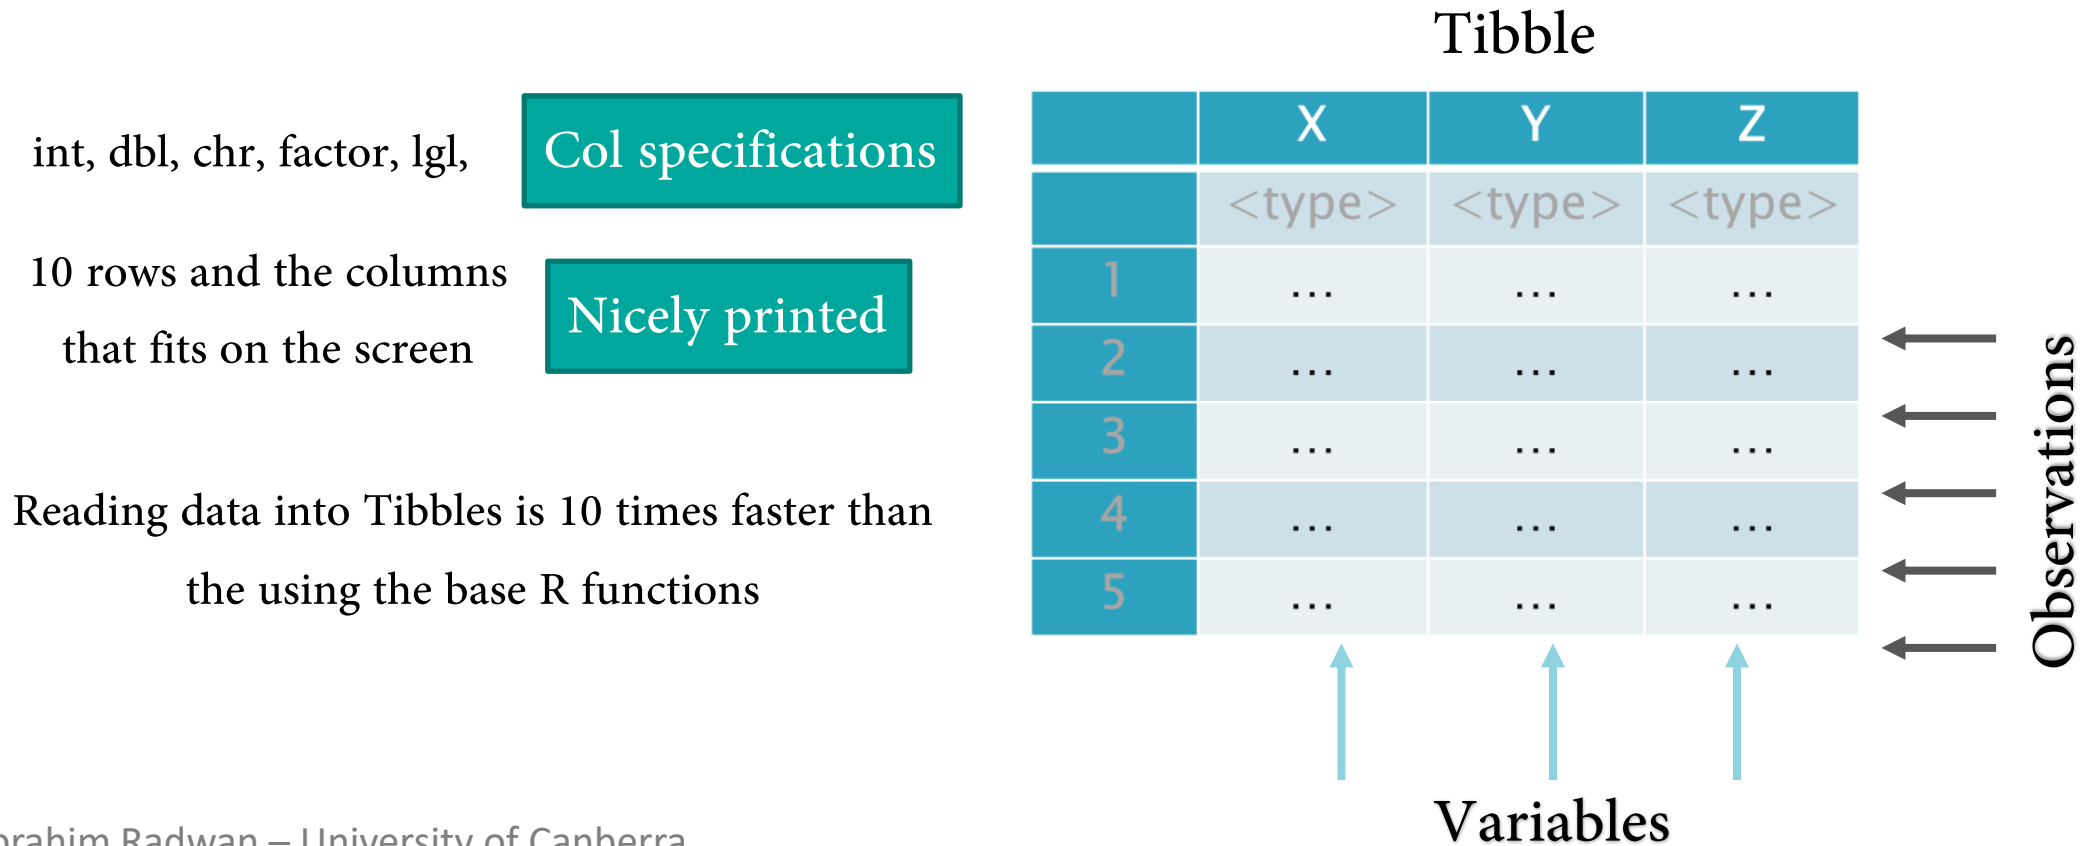 Tibble
int, dbl, chr, factor, lgl,
Col specifications
10 rows and the columns
that fits on the screen
Nicely printed
Reading data into Tibbles is 10 times faster than
the using the base R functions
X Y Z
<type> <type> <type>
1 ... ... ...
2 ... ... ...
3 ... ... ...
4 ... ... ...
5 ... ... ...
Observations
Variables
brahim Radwan – University of Canberra